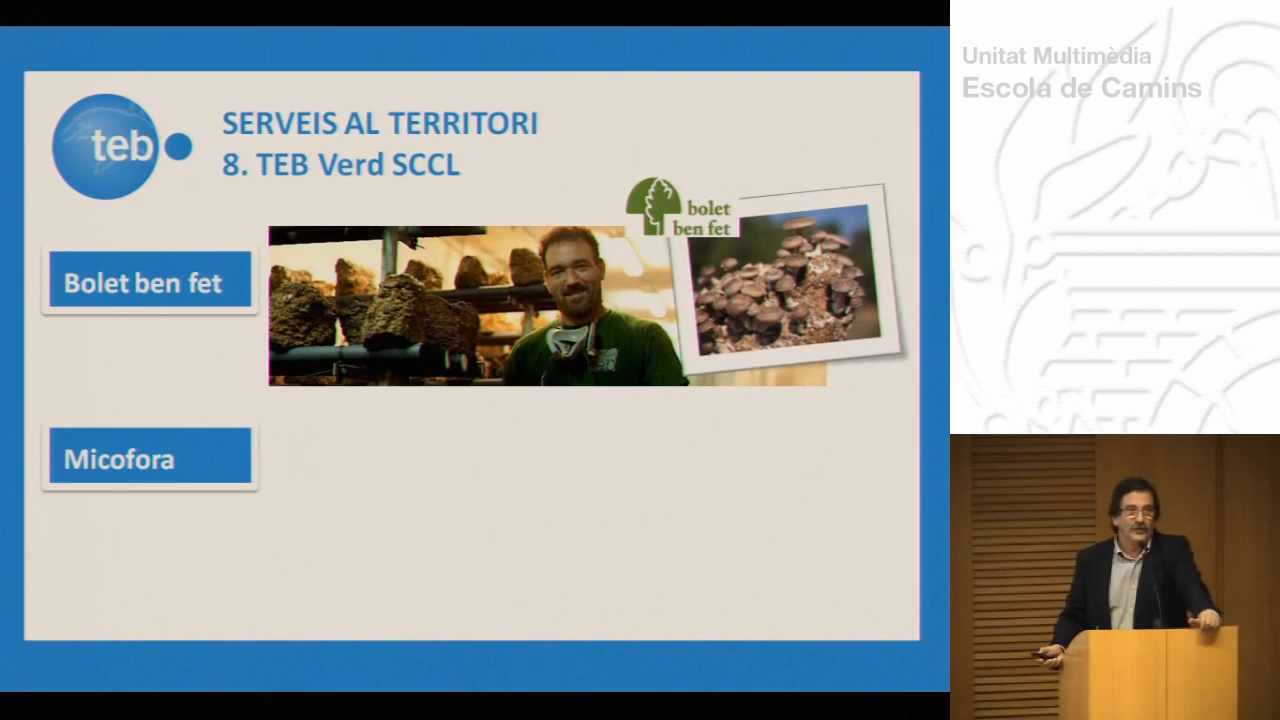 teb
SERVEIS AL TERRITORI
8. TEB Verd SCCL
bolet
ben fet
Bolet ben fet
Micofora
Unitat Multimèdia
Escola de Camins